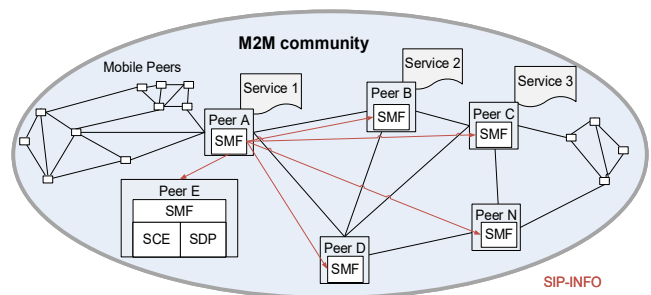 M2M community
Mobile Peers
Service 1
Service 2
Service 3
Peer A
SMF
Peer B
SMF
Peer C
SMF
Peer E
SMF
SCE
SDP
Peer D
SMF
Peer N
SMF
SIP-INFO